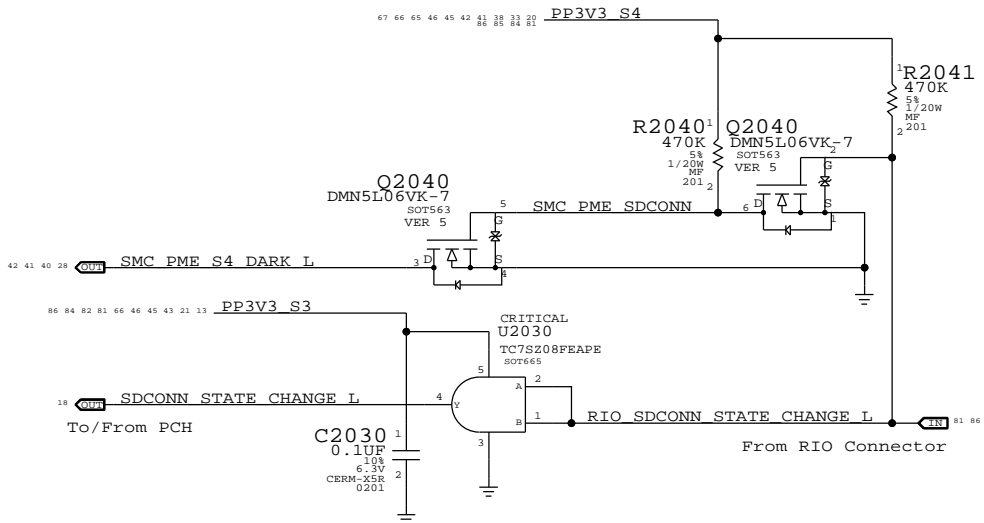 67 66 65 46 45 42 41 38 33 20
86 85 84 81
PP3V3_S4
1
R2041
470K
5%
1/20W
MF
201
2
R2040
1
470K
5%
1/20W
MF
201
2
Q2040
DMN5L06VK-7
SOT563
VER 5
2
G
D
S
6
1
Q2040
DMN5L06VK-7
SOT563
VER 5
5
G
SMC_PME_SDCONN
42 41 40 28
OUT
SMC_PME_S4_DARK_L
3
D
S
4
86 84 82 81 66 46 45 43 21 13
PP3V3_S3
CRITICAL
U2030
TC7SZ08FEAPE
SOT665
5
A
2
18
OUT
SDCONN_STATE_CHANGE_L
4
Y
B
1
RIO_SDCONN_STATE_CHANGE_L
IN
81 86
To/From PCH
From RIO Connector
3
C2030
1
0.1UF
10%
6.3V
CERM-X5R
0201
2